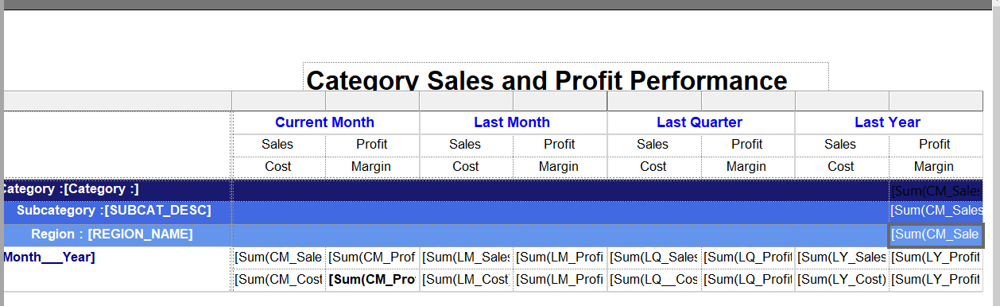 Category Sales and Profit Performance
Current Month Last Month Last Quarter Last Year
Sales Profit Sales Profit Sales Profit Sales Profit
Cost Margin Cost Margin Cost Margin Cost Margin
Category :[Category :] [Sum(CM_Sales
Subcategory :[SUBCAT_DESC] [Sum(CM_Sales
Region : [REGION_NAME] [Sum(CM_Sale
Month___Year] [Sum(CM_Sale [Sum(CM_Prof [Sum(LM_Sales [Sum(LM_Profi [Sum(LQ_Sales [Sum(LQ_Profit [Sum(LY_Sales [Sum(LY_Profit
[Sum(CM_Cost [Sum(CM_Pro [Sum(LM_Cost) [Sum(LM_Profi [Sum(LQ__Cos [Sum(LQ_Profit [Sum(LY_Cost) [Sum(LY_Profit